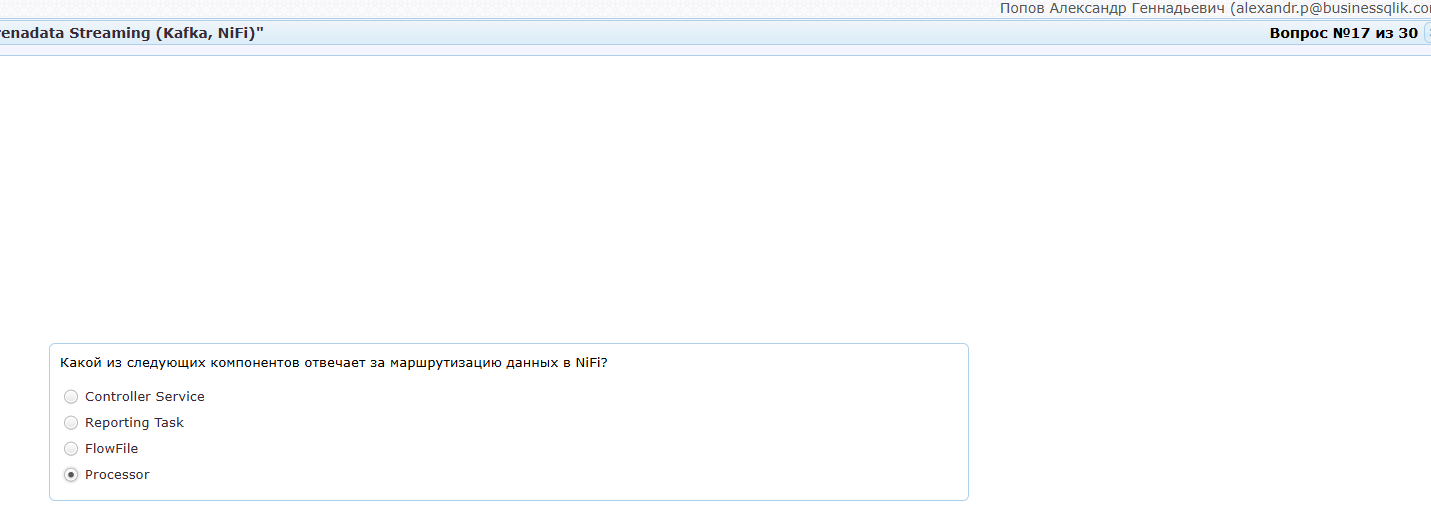 Попов Александр Геннадьевич (alexandr.p@businessqlik.co
renadata Streaming (Kafka, NiFi)"
Вопрос №17 из 30
Какой из следующих компонентов отвечает за маршрутизацию данных в NiFi?
Controller Service
Reporting Task
FlowFile
Processor